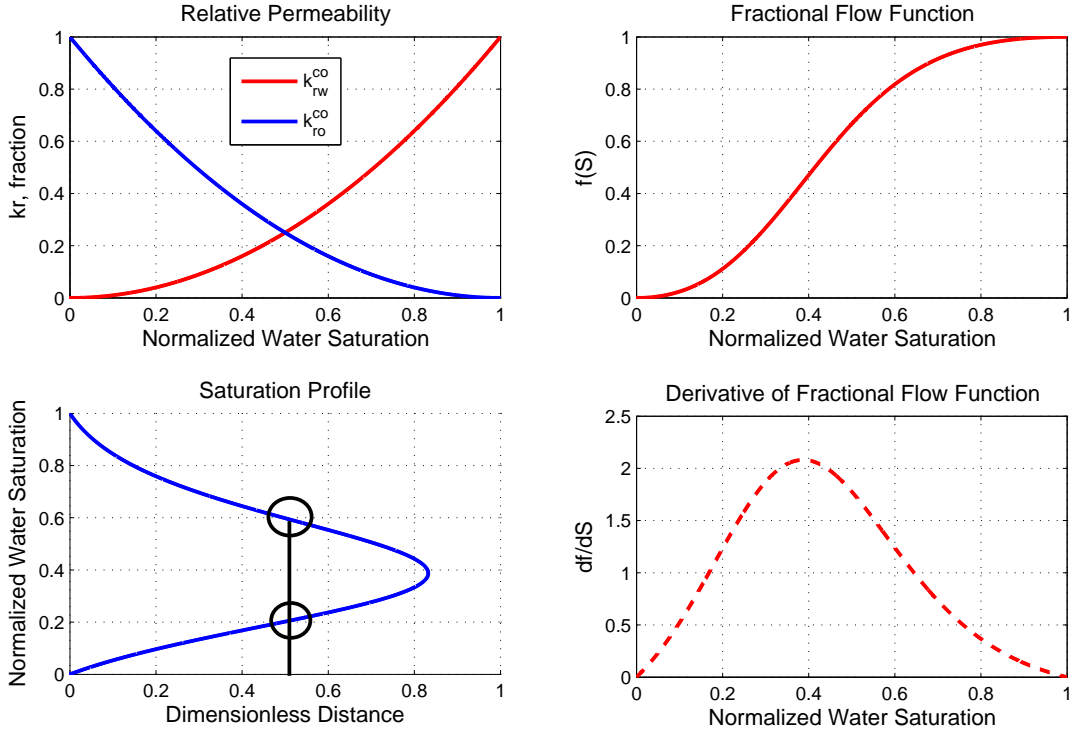 Relative Permeability
1
0.8
0.6
0.4
0.2
0
kr, fraction
k_rw^co
k_ro^co
0 0.2 0.4 0.6 0.8 1
Normalized Water Saturation
Fractional Flow Function
1
0.8
0.6
0.4
0.2
0
f(S)
0 0.2 0.4 0.6 0.8 1
Normalized Water Saturation
Saturation Profile
1
0.8
0.6
0.4
0.2
0
Normalized Water Saturation
0 0.2 0.4 0.6 0.8 1
Dimensionless Distance
Derivative of Fractional Flow Function
2.5
2
1.5
1
0.5
0
df/dS
0 0.2 0.4 0.6 0.8 1
Normalized Water Saturation